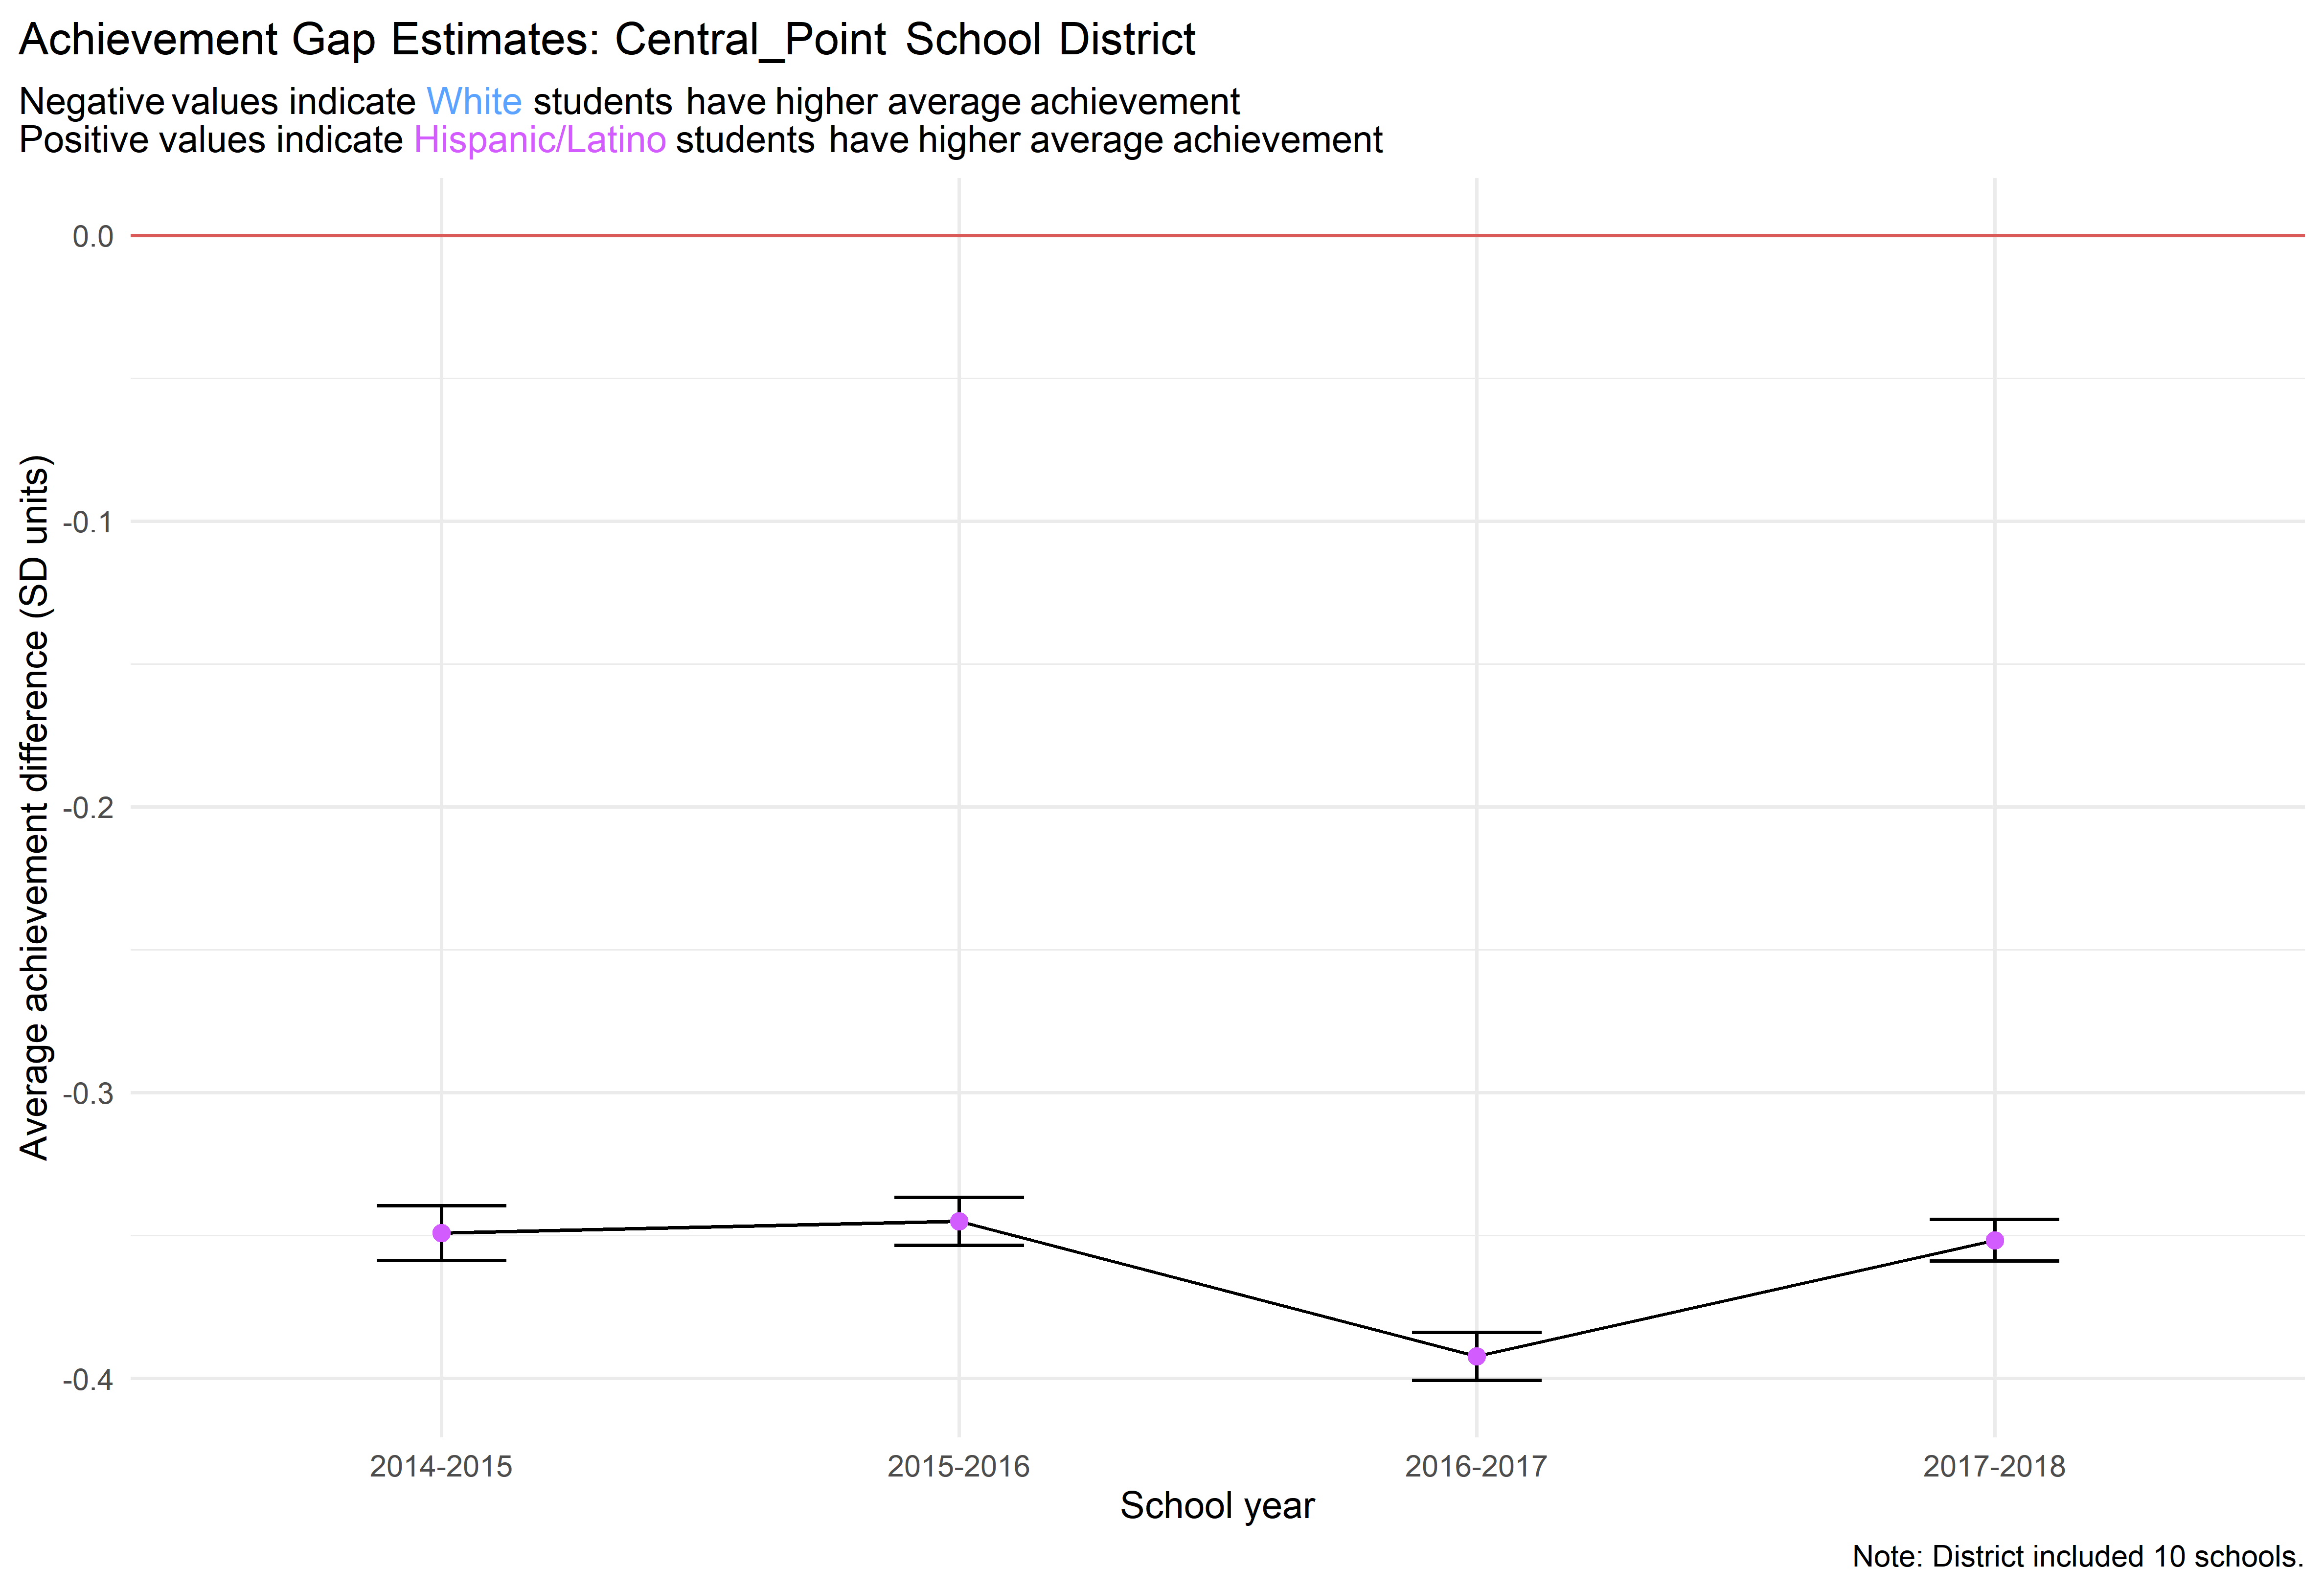 Achievement Gap Estimates: Central_Point School District
Negative values indicate White students have higher average achievement
Positive values indicate Hispanic/Latino students have higher average achievement
Average achievement difference (SD units)
0.0
-0.1
-0.2
-0.3
-0.4
2014-2015
2015-2016
2016-2017
2017-2018
School year
Note: District included 10 schools.